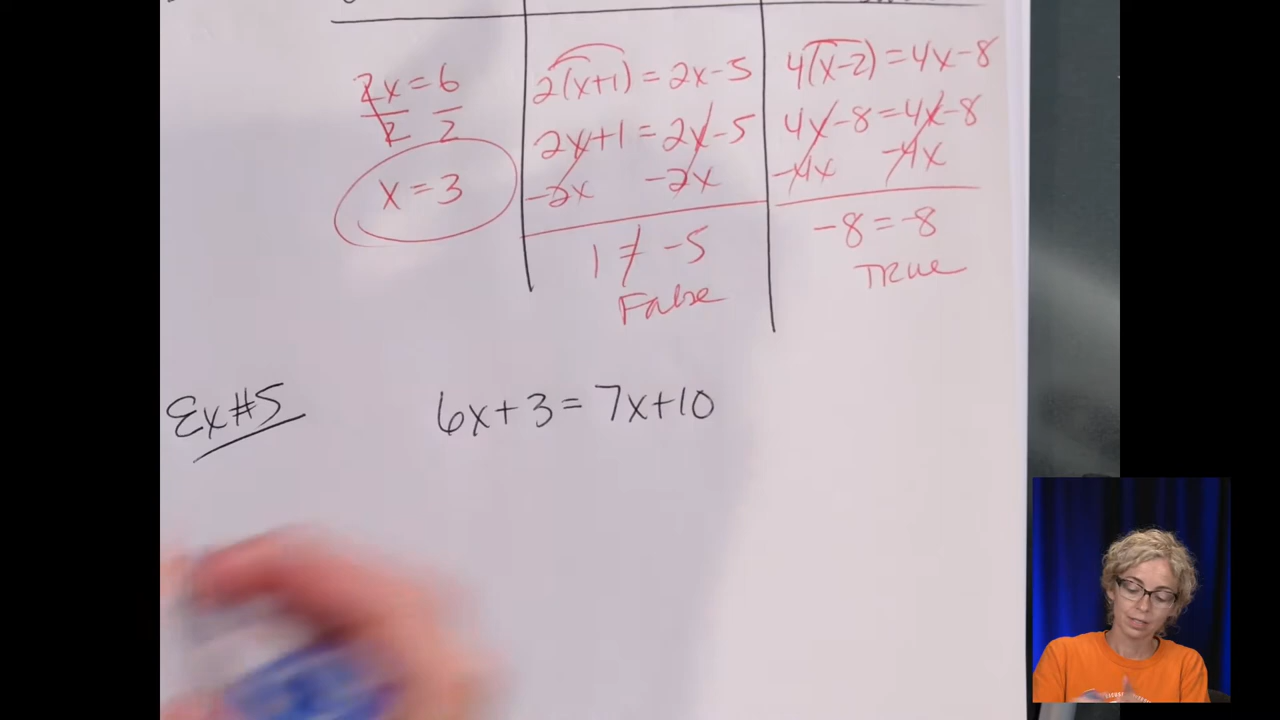 2x = 6
2 2
x = 3
2(x+1) = 2x-5
2x+1 = 2x-5
-2x -2x
1 ≠ -5
False
4(x-2) = 4x-8
4x-8 = 4x-8
-4x -4x
-8 = -8
TRue
Ex#5
6x+3 = 7x+10